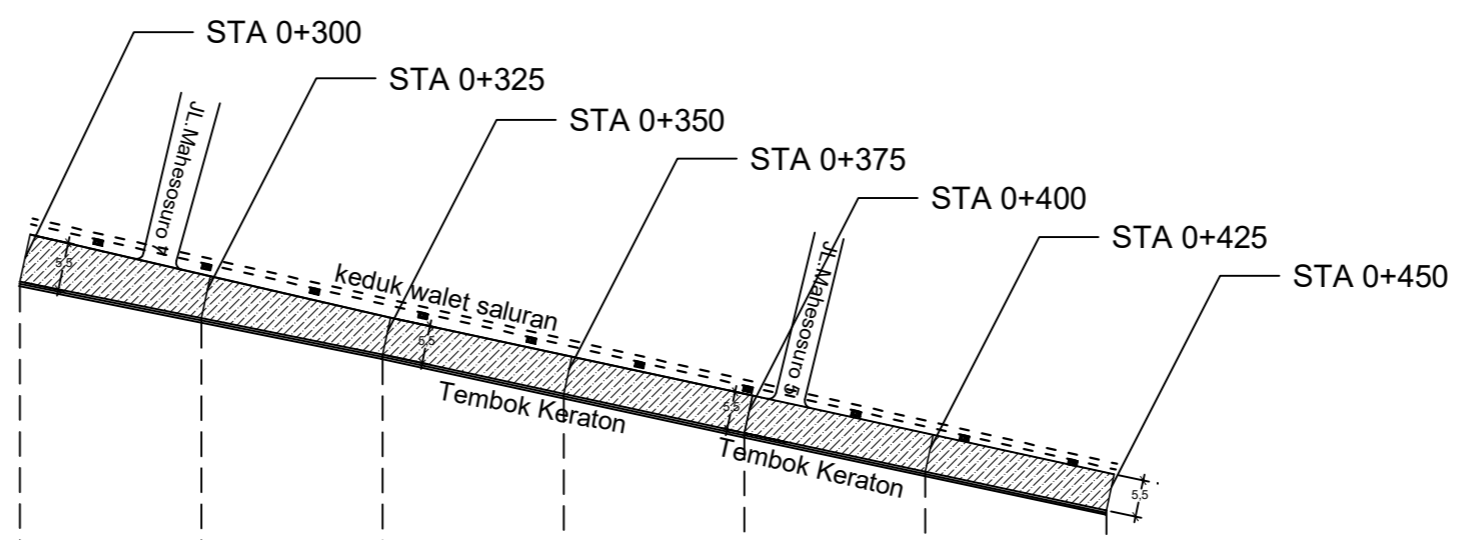 STA 0+300
STA 0+325
STA 0+350
STA 0+375
STA 0+400
STA 0+425
STA 0+450
JL.Mahesosuro
JL.Mahesosuro
5,5
keduk walet saluran
5,5
Tembok Keraton
5,5
Tembok Keraton
5,5